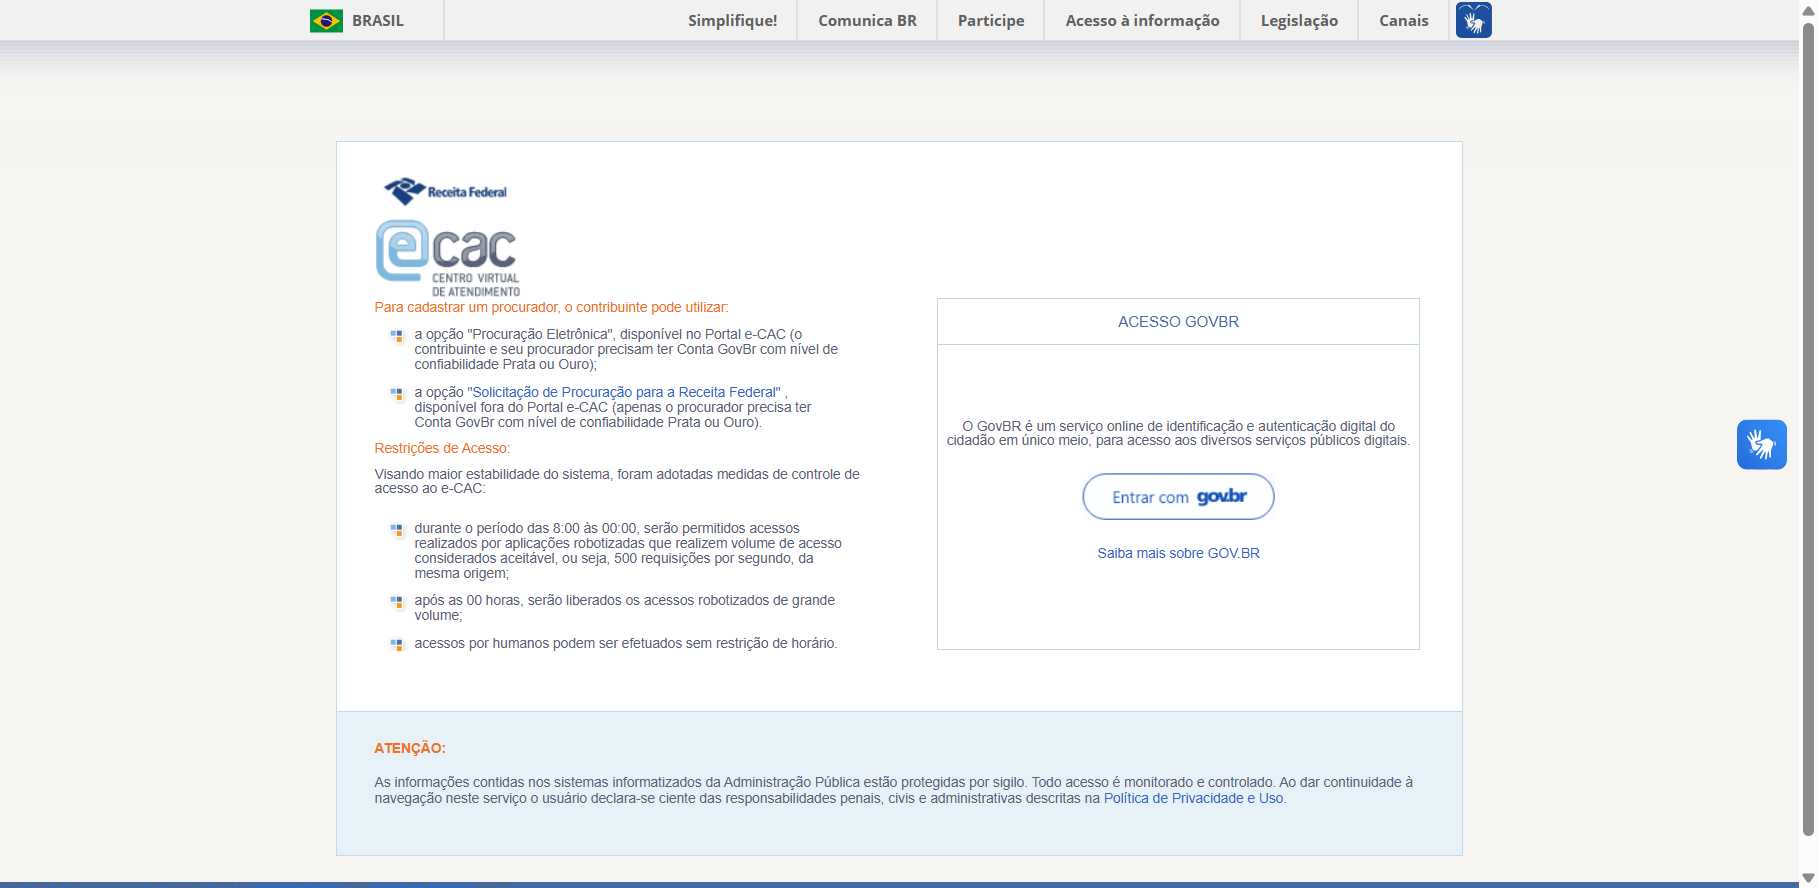 BRASIL
Simplifique!
Comunica BR
Participe
Acesso à informação
Legislação
Canais
Receita Federal
ecac
CENTRO VIRTUAL
DE ATENDIMENTO
Para cadastrar um procurador, o contribuinte pode utilizar:
a opção "Procuração Eletrônica", disponível no Portal e-CAC (o
contribuinte e seu procurador precisam ter Conta GovBr com nível de
confiabilidade Prata ou Ouro);
a opção "Solicitação de Procuração para a Receita Federal" ,
disponível fora do Portal e-CAC (apenas o procurador precisa ter
Conta GovBr com nível de confiabilidade Prata ou Ouro).
Restrições de Acesso:
Visando maior estabilidade do sistema, foram adotadas medidas de controle de
acesso ao e-CAC:
durante o período das 8:00 às 00:00, serão permitidos acessos
realizados por aplicações robotizadas que realizem volume de acesso
considerados aceitável, ou seja, 500 requisições por segundo, da
mesma origem;
após as 00 horas, serão liberados os acessos robotizados de grande
volume;
acessos por humanos podem ser efetuados sem restrição de horário.
ACESSO GOVBR
O GovBR é um serviço online de identificação e autenticação digital do
cidadão em único meio, para acesso aos diversos serviços públicos digitais.
Entrar com gov.br
Saiba mais sobre GOV.BR
ATENÇÃO:
As informações contidas nos sistemas informatizados da Administração Pública estão protegidas por sigilo. Todo acesso é monitorado e controlado. Ao dar continuidade à
navegação neste serviço o usuário declara-se ciente das responsabilidades penais, civis e administrativas descritas na Política de Privacidade e Uso.